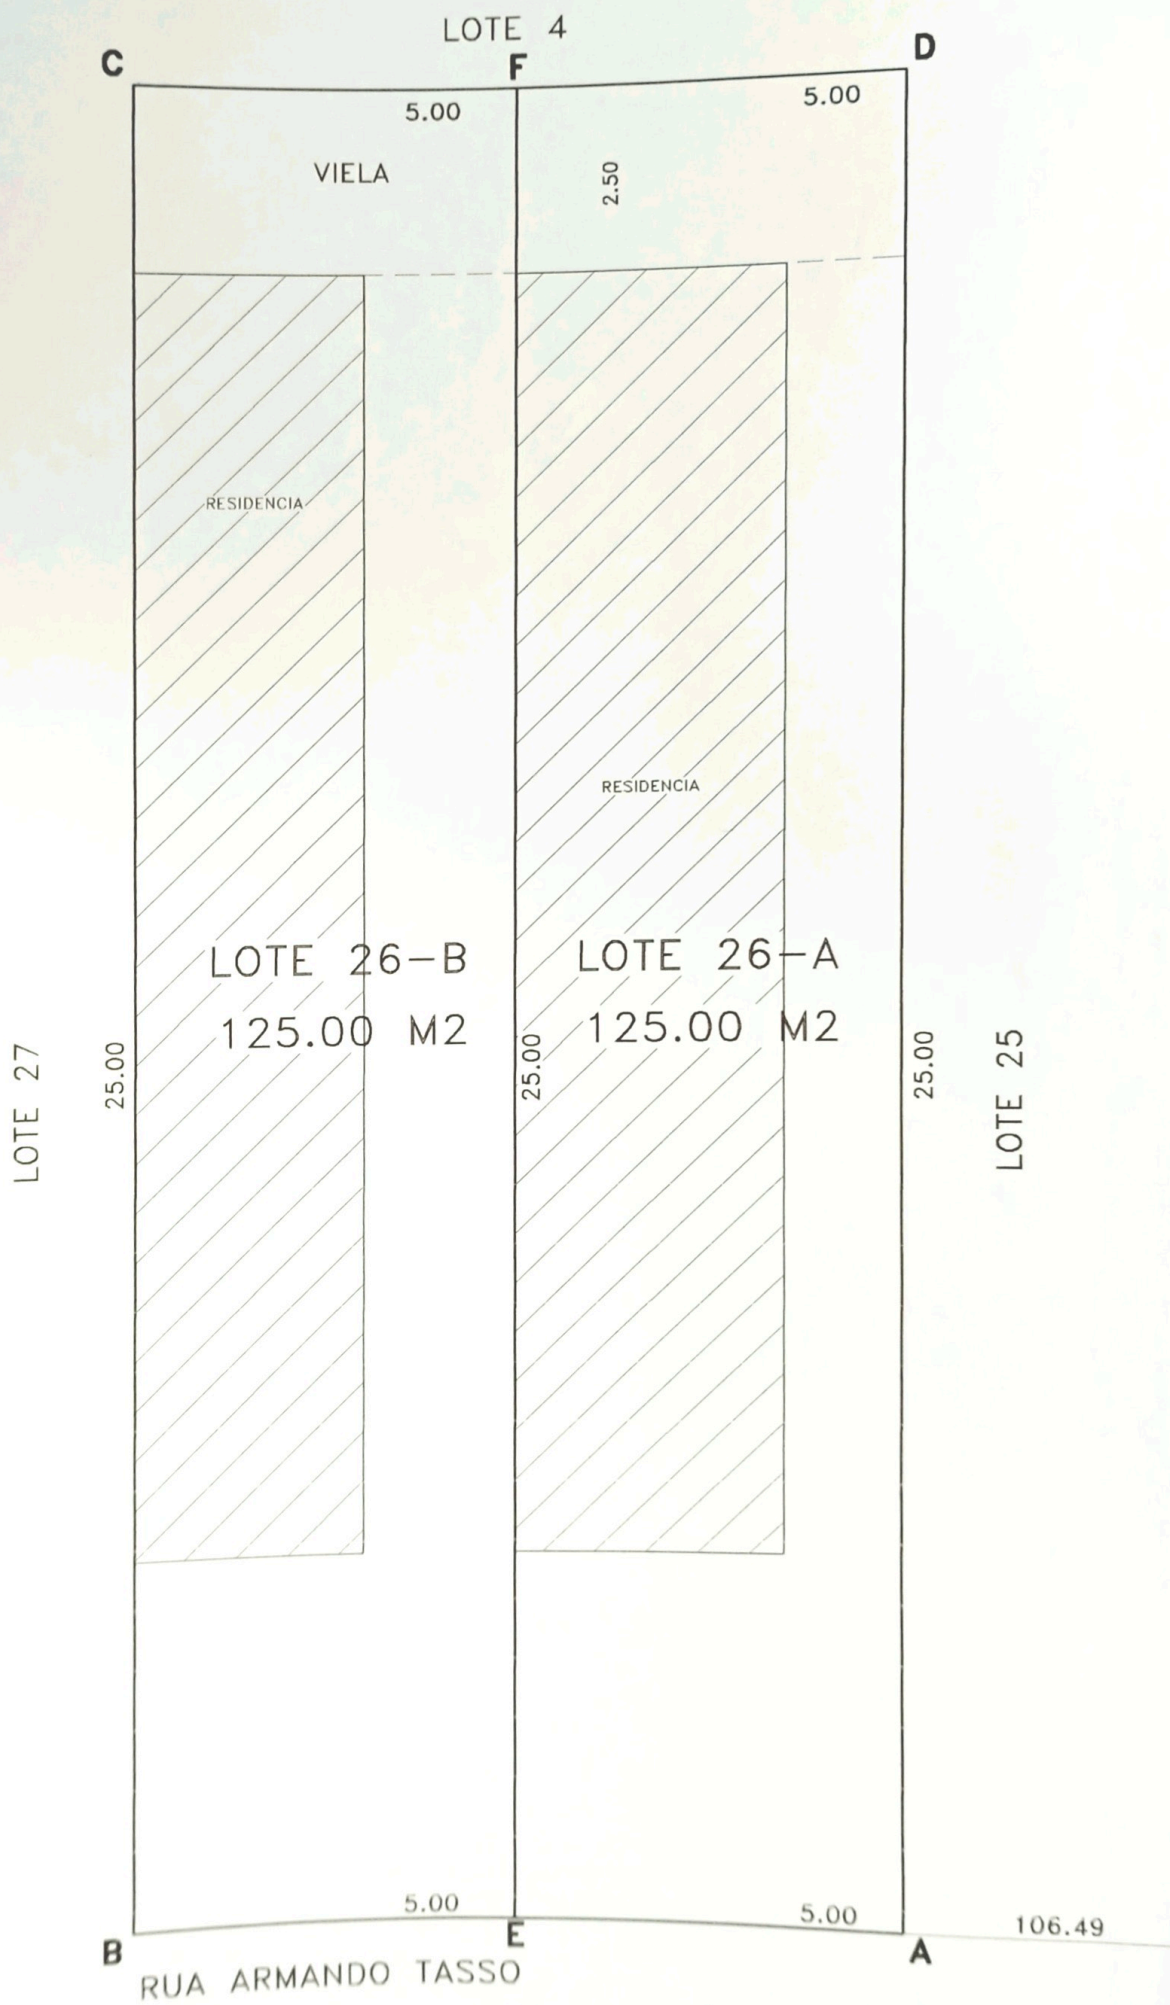 LOTE 4
C
F
D
5.00
5.00
VIELA
2.50
RESIDENCIA
RESIDENCIA
LOTE 26-B
125.00 M2
LOTE 26-A
125.00 M2
LOTE 27
25.00
25.00
25.00
LOTE 25
5.00
5.00
106.49
B
E
A
RUA ARMANDO TASSO